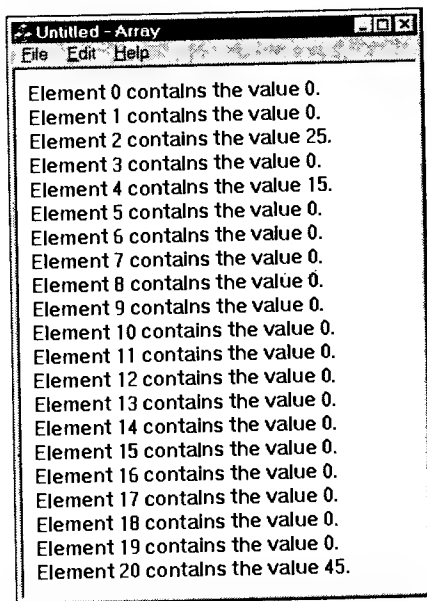 Untitled - Array
File Edit Help
Element 0 contains the value 0.
Element 1 contains the value 0.
Element 2 contains the value 25.
Element 3 contains the value 0.
Element 4 contains the value 15.
Element 5 contains the value 0.
Element 6 contains the value 0.
Element 7 contains the value 0.
Element 8 contains the value 0.
Element 9 contains the value 0.
Element 10 contains the value 0.
Element 11 contains the value 0.
Element 12 contains the value 0.
Element 13 contains the value 0.
Element 14 contains the value 0.
Element 15 contains the value 0.
Element 16 contains the value 0.
Element 17 contains the value 0.
Element 18 contains the value 0.
Element 19 contains the value 0.
Element 20 contains the value 45.